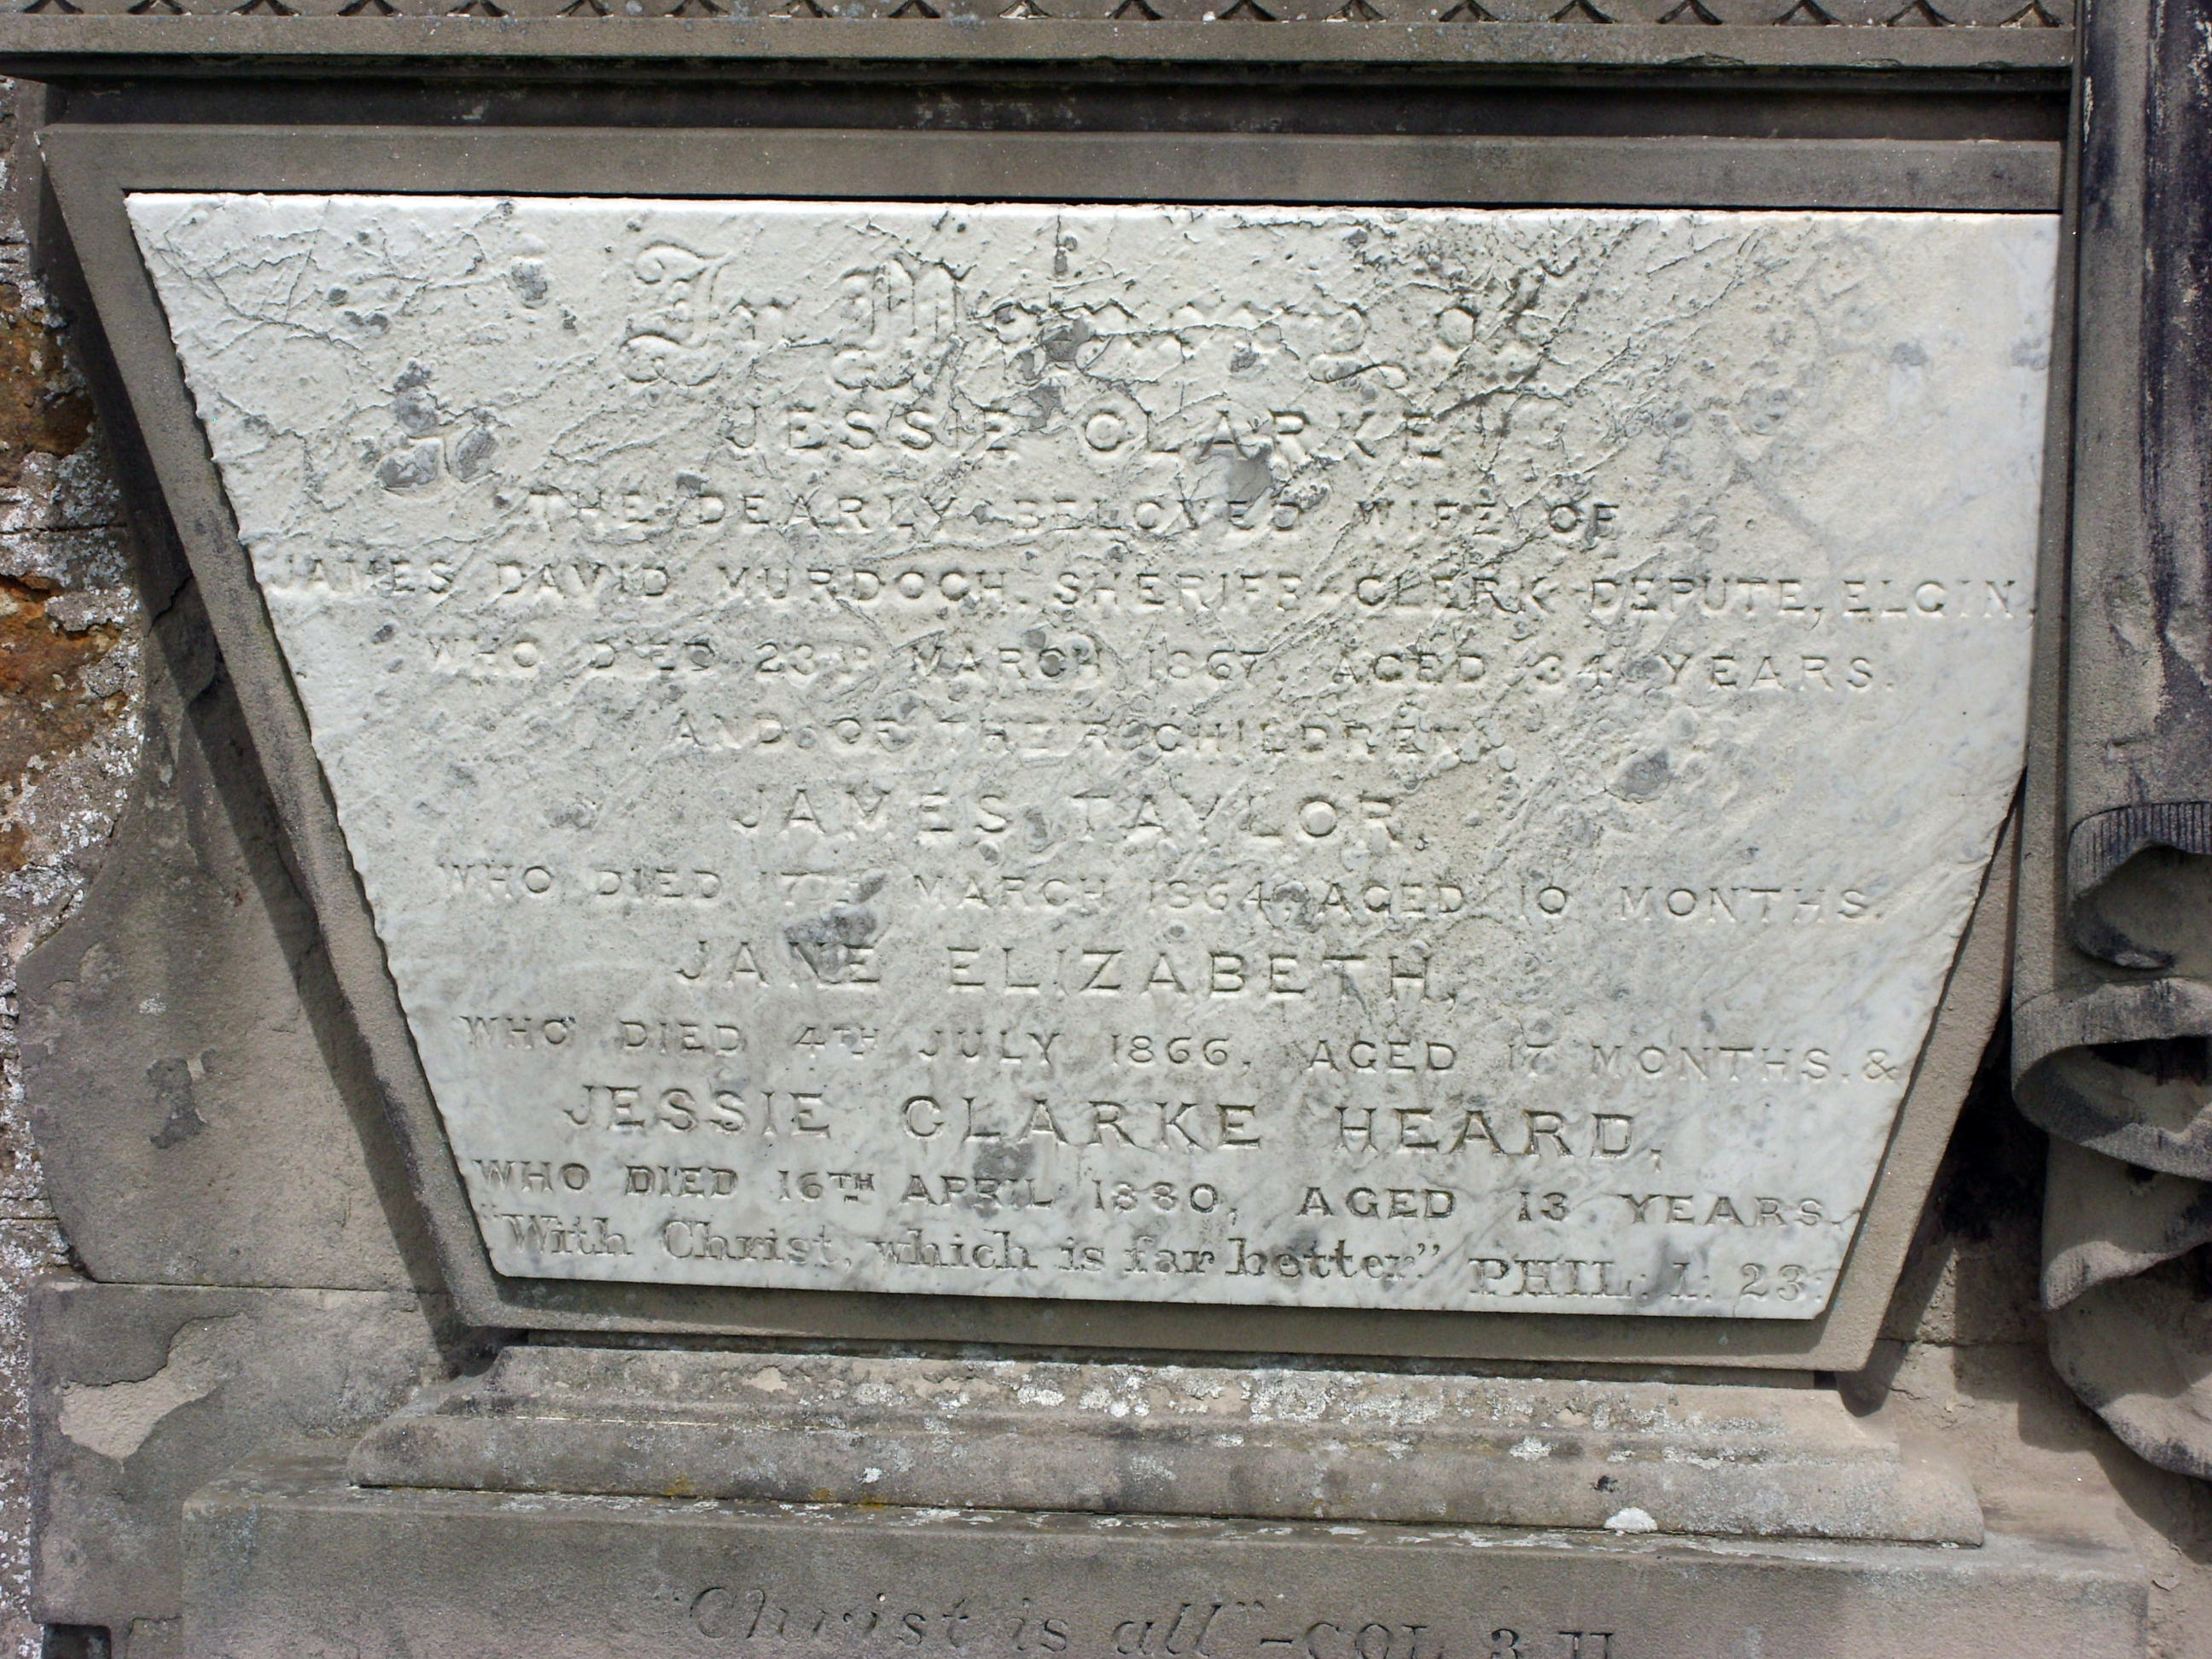 In Memory of
JESSIE CLARKE
THE DEARLY BELOVED WIFE OF
JAMES DAVID MURDOCH, SHERIFF CLERK DEPUTE, ELGIN,
WHO DIED 23RD MARCH 1867, AGED 34 YEARS.
AND OF THEIR CHILDREN
JAMES TAYLOR,
WHO DIED 17TH MARCH 1864, AGED 10 MONTHS.
JANE ELIZABETH,
WHO DIED 4TH JULY 1866, AGED 17 MONTHS. &
JESSIE CLARKE HEARD,
WHO DIED 16TH APRIL 1880, AGED 13 YEARS.
"With Christ, which is far better." PHIL: 1: 23:
"Christ is all" - COL 3 11